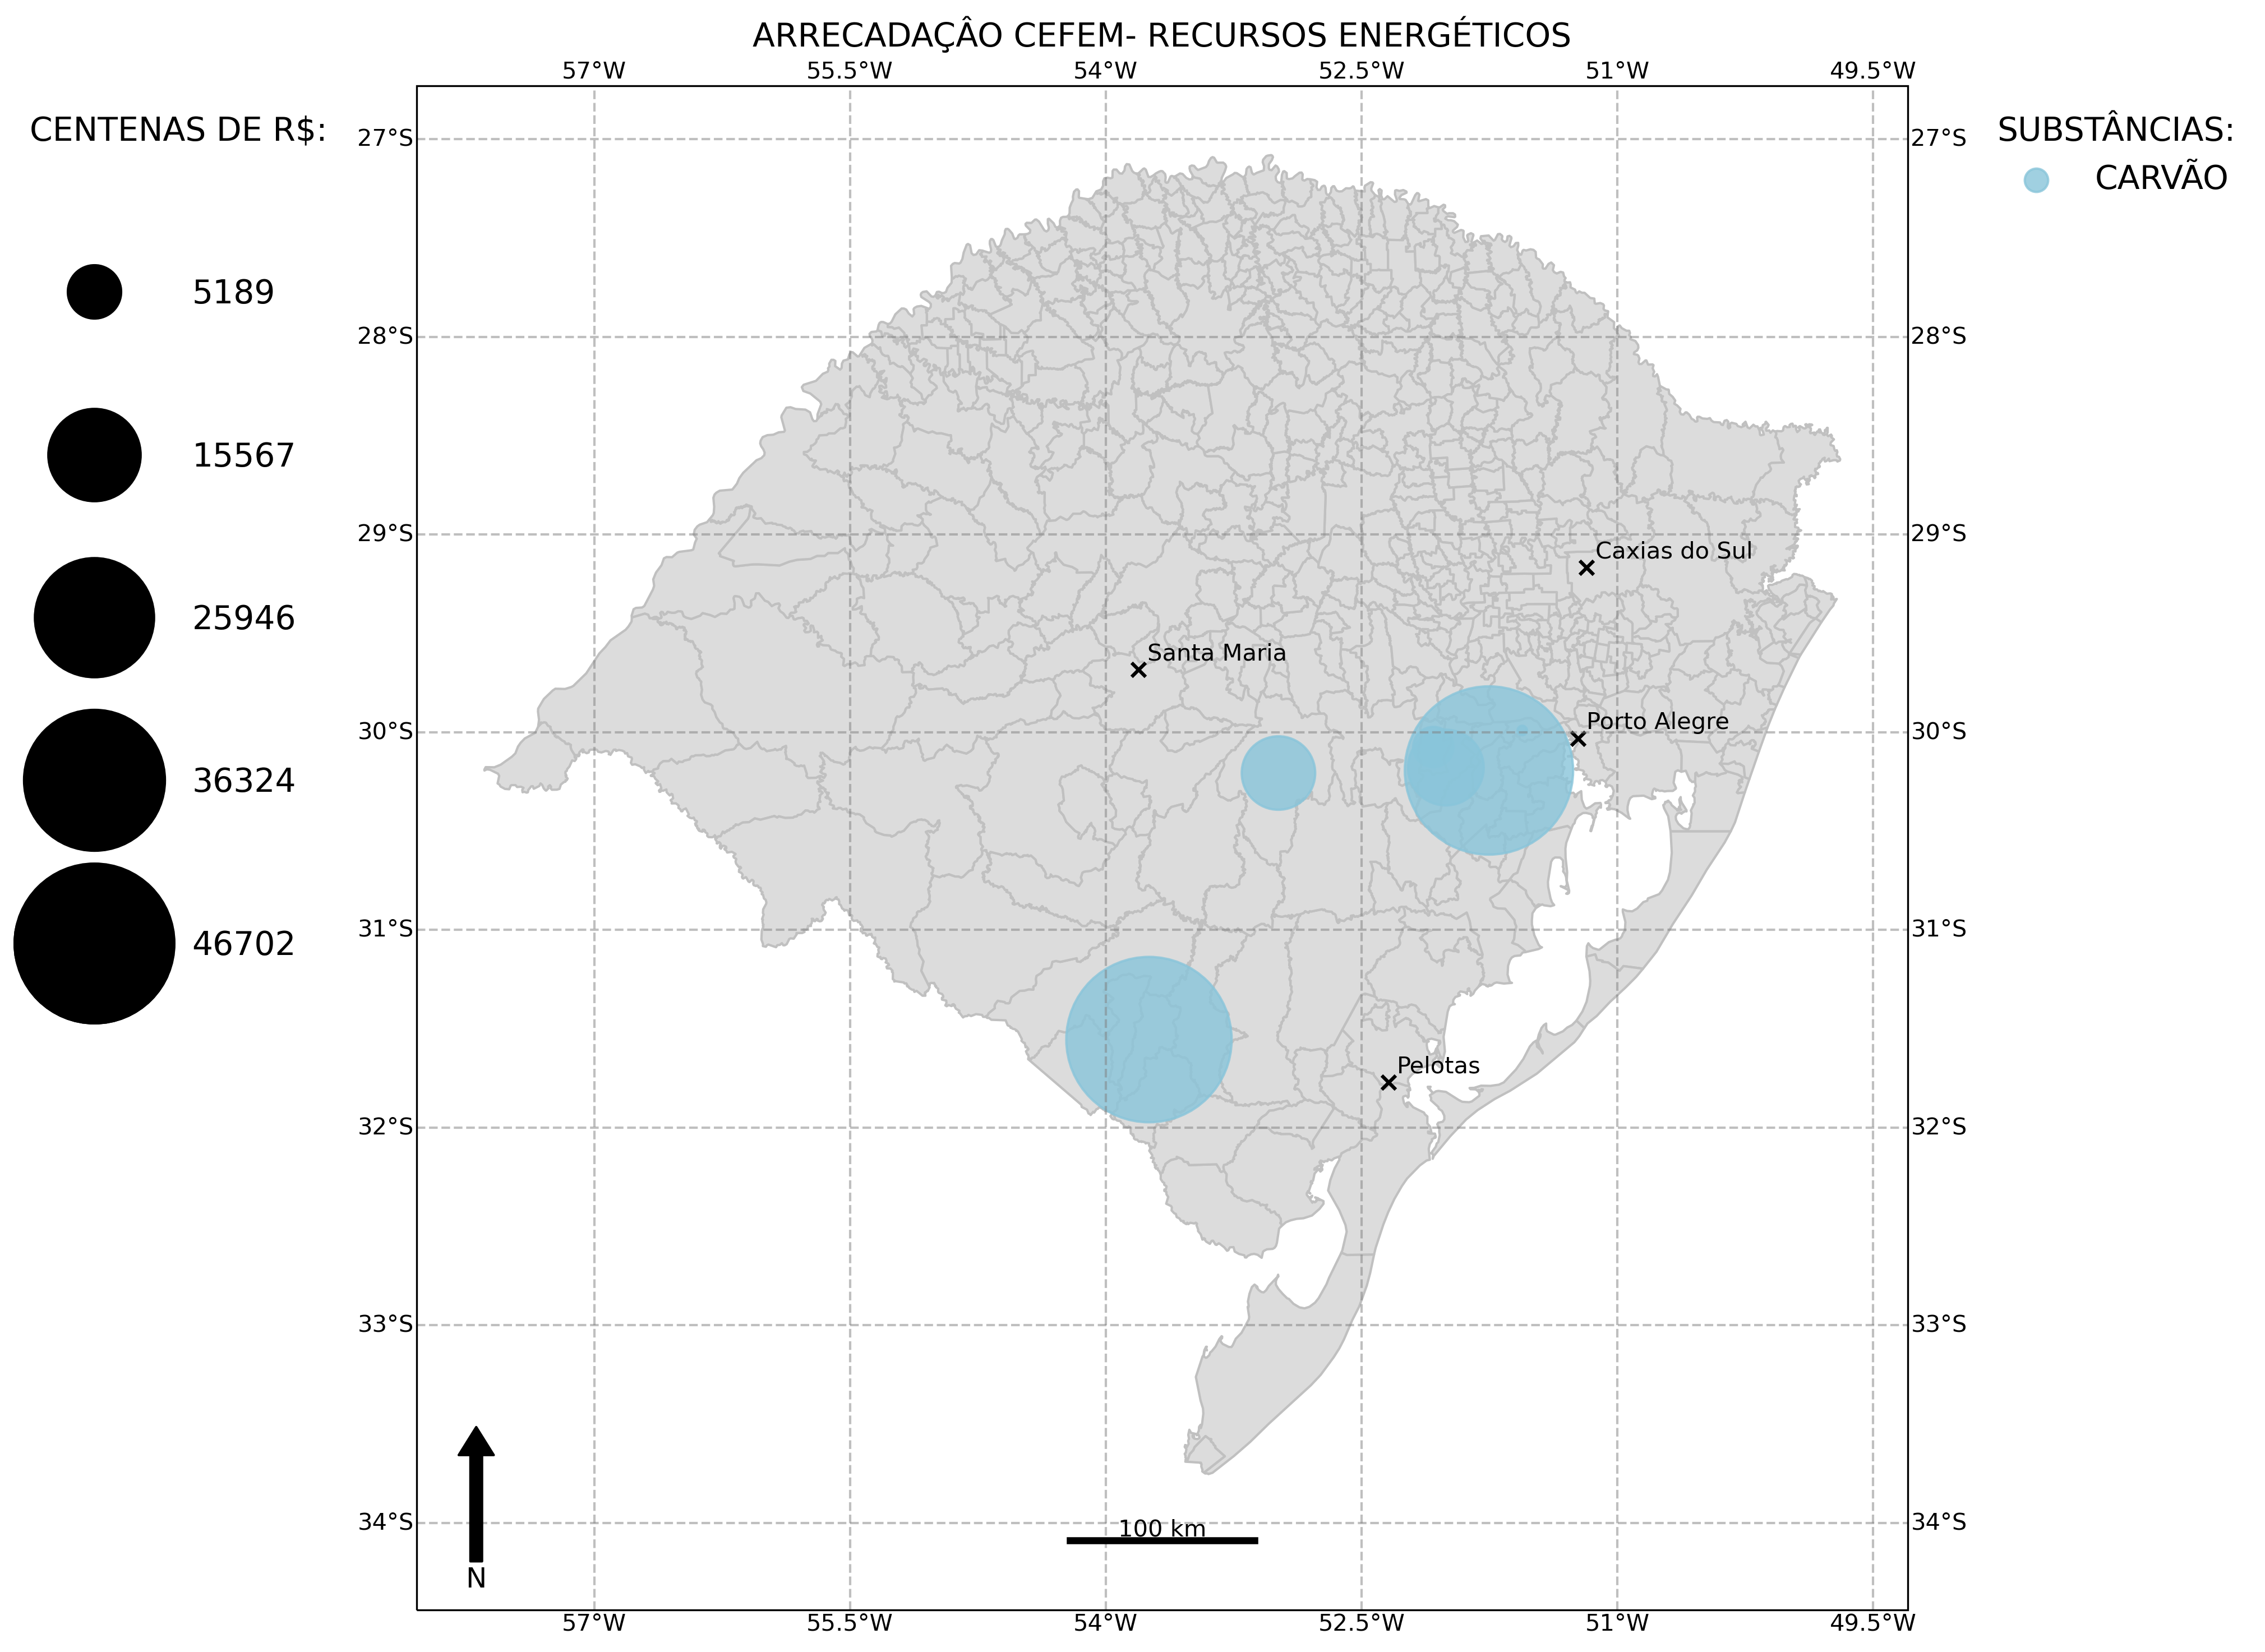 ARRECADAÇÂO CEFEM- RECURSOS ENERGÉTICOS
57°W 55.5°W 54°W 52.5°W 51°W 49.5°W
CENTENAS DE R$:
5189
15567
25946
36324
46702
27°S 27°S
28°S 28°S
29°S 29°S
30°S 30°S
31°S 31°S
32°S 32°S
33°S 33°S
34°S 34°S
Caxias do Sul
Santa Maria
Porto Alegre
Pelotas
100 km
N
57°W 55.5°W 54°W 52.5°W 51°W 49.5°W
SUBSTÂNCIAS:
CARVÃO